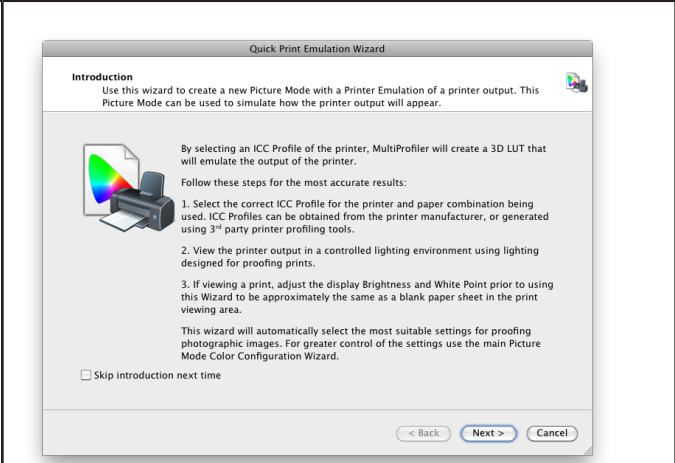 Quick Print Emulation Wizard
Introduction
Use this wizard to create a new Picture Mode with a Printer Emulation of a printer output. This
Picture Mode can be used to simulate how the printer output will appear.
By selecting an ICC Profile of the printer, MultiProfiler will create a 3D LUT that
will emulate the output of the printer.
Follow these steps for the most accurate results:
1. Select the correct ICC Profile for the printer and paper combination being
used. ICC Profiles can be obtained from the printer manufacturer, or generated
using 3rd party printer profiling tools.
2. View the printer output in a controlled lighting environment using lighting
designed for proofing prints.
3. If viewing a print, adjust the display Brightness and White Point prior to using
this Wizard to be approximately the same as a blank paper sheet in the print
viewing area.
This wizard will automatically select the most suitable settings for proofing
photographic images. For greater control of the settings use the main Picture
Mode Color Configuration Wizard.
Skip introduction next time
< Back Next > Cancel